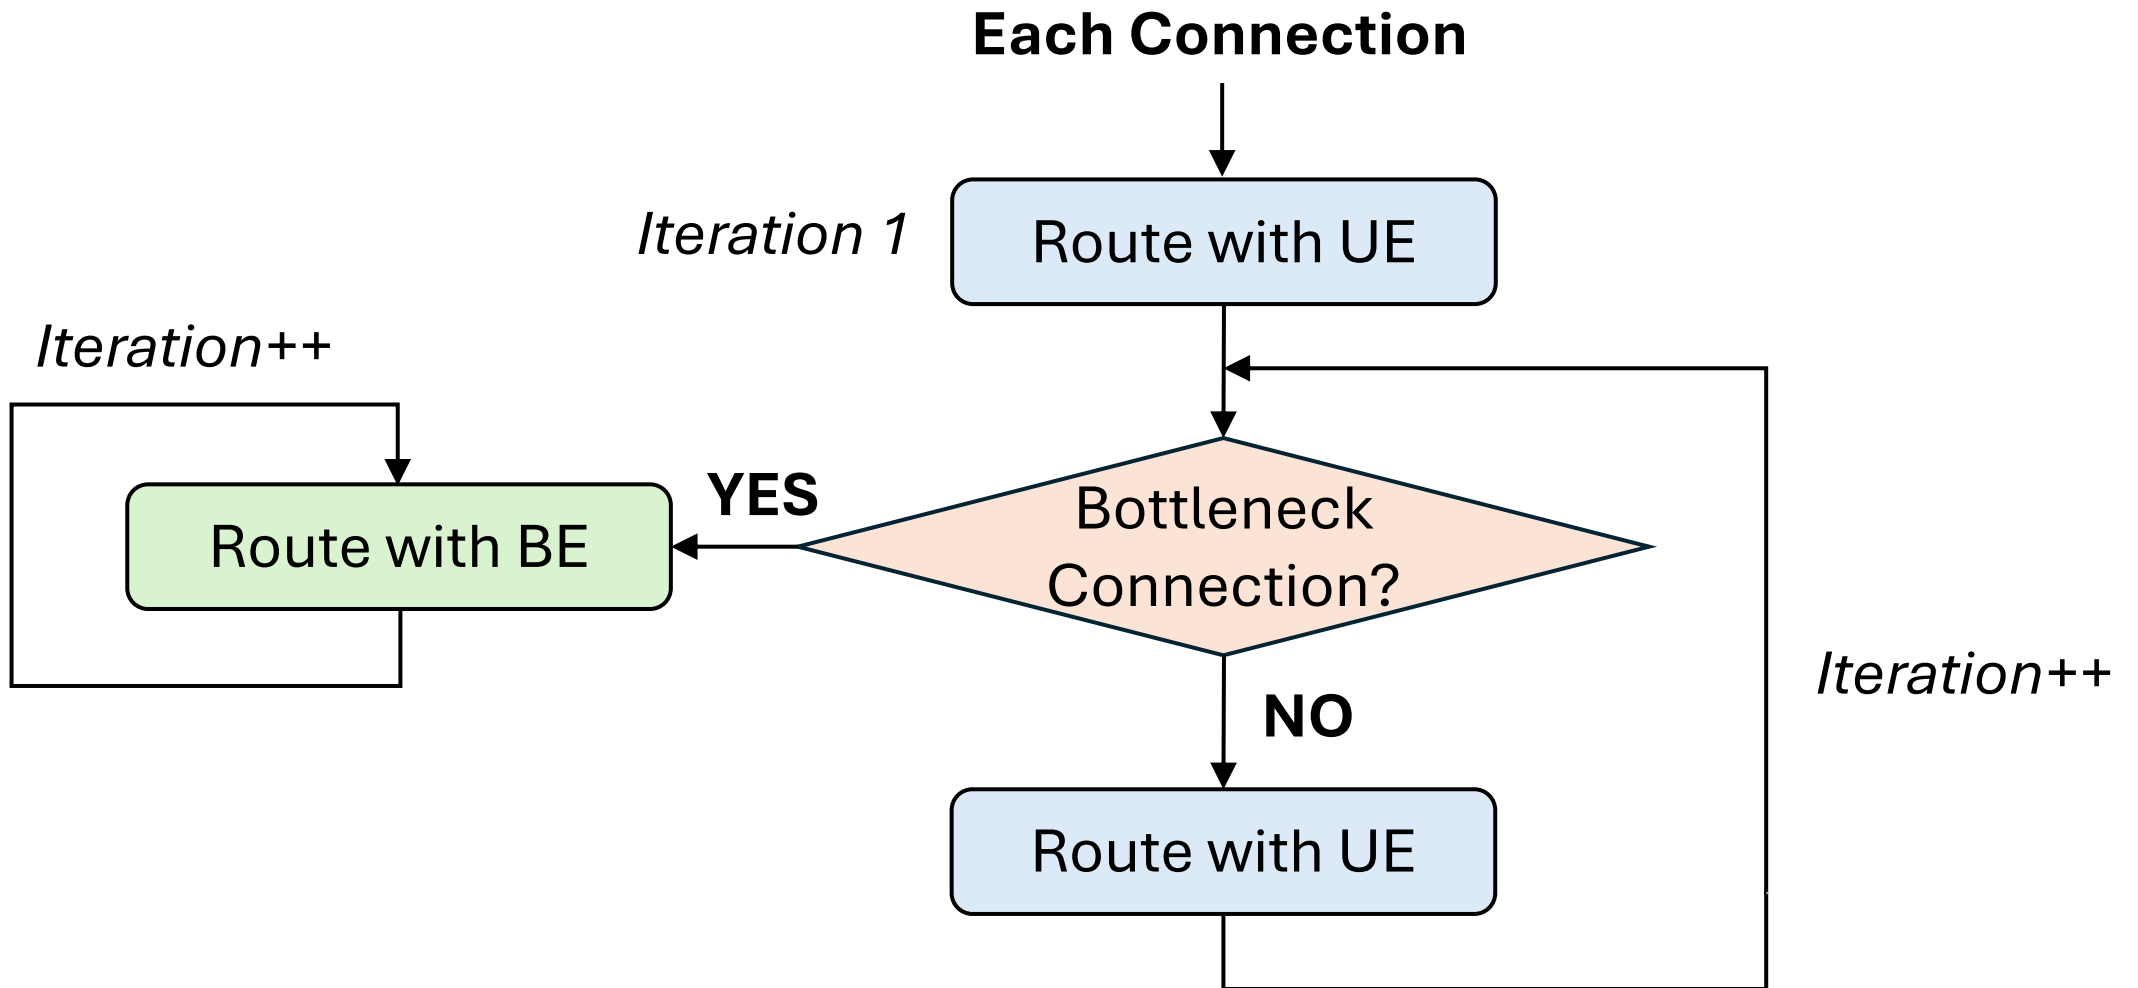 Each Connection
Iteration 1
Route with UE
Iteration++
YES
Route with BE
Bottleneck
Connection?
Iteration++
NO
Route with UE